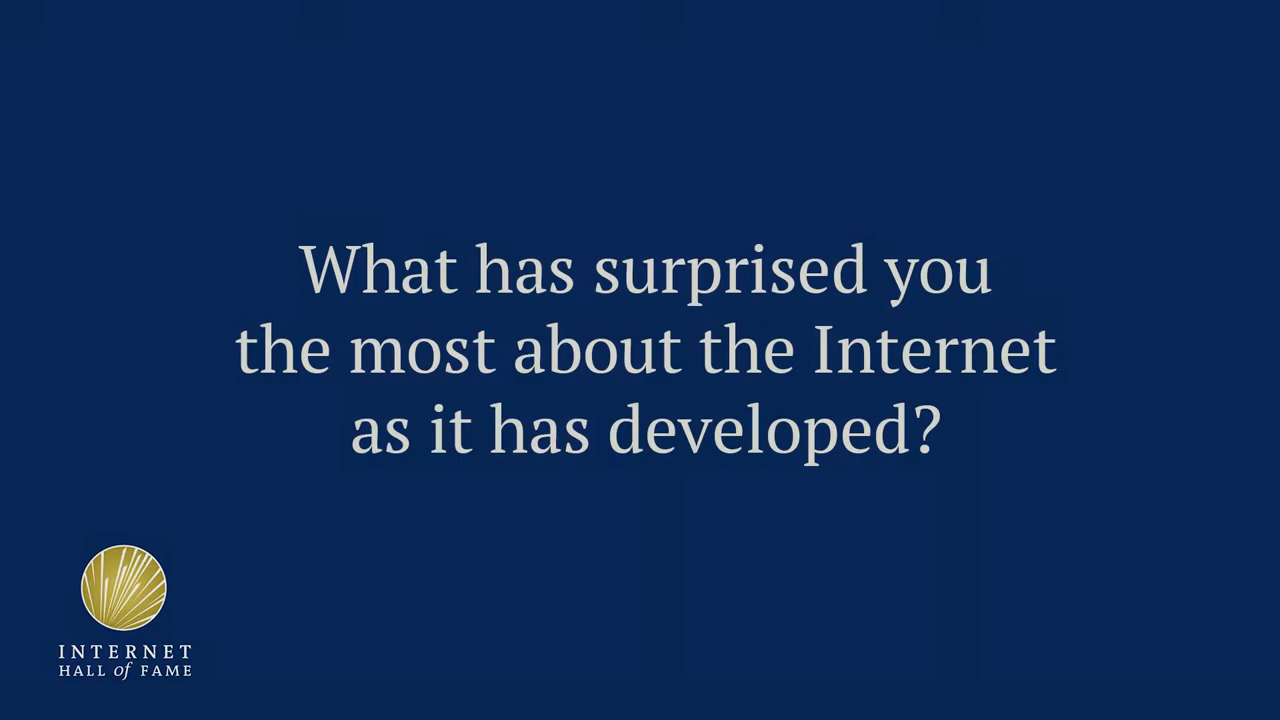 What has surprised you
the most about the Internet
as it has developed?
INTERNET
HALL of FAME